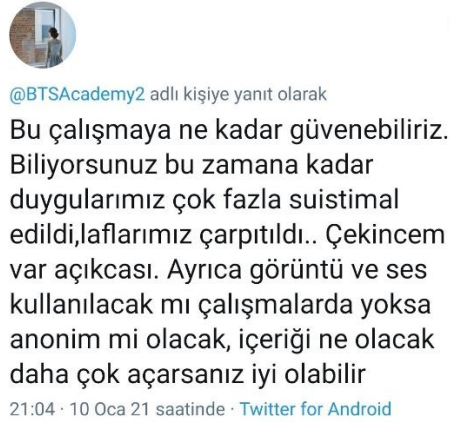 @BTSAcademy2 adlı kişiye yanıt olarak
Bu çalışmaya ne kadar güvenebiliriz.
Biliyorsunuz bu zamana kadar
duygularımız çok fazla suistimal
edildi,laflarımız çarpıtıldı.. Çekincem
var açıkcası. Ayrıca görüntü ve ses
kullanılacak mı çalışmalarda yoksa
anonim mi olacak, içeriği ne olacak
daha çok açarsanız iyi olabilir
21:04 · 10 Oca 21 saatinde · Twitter for Android